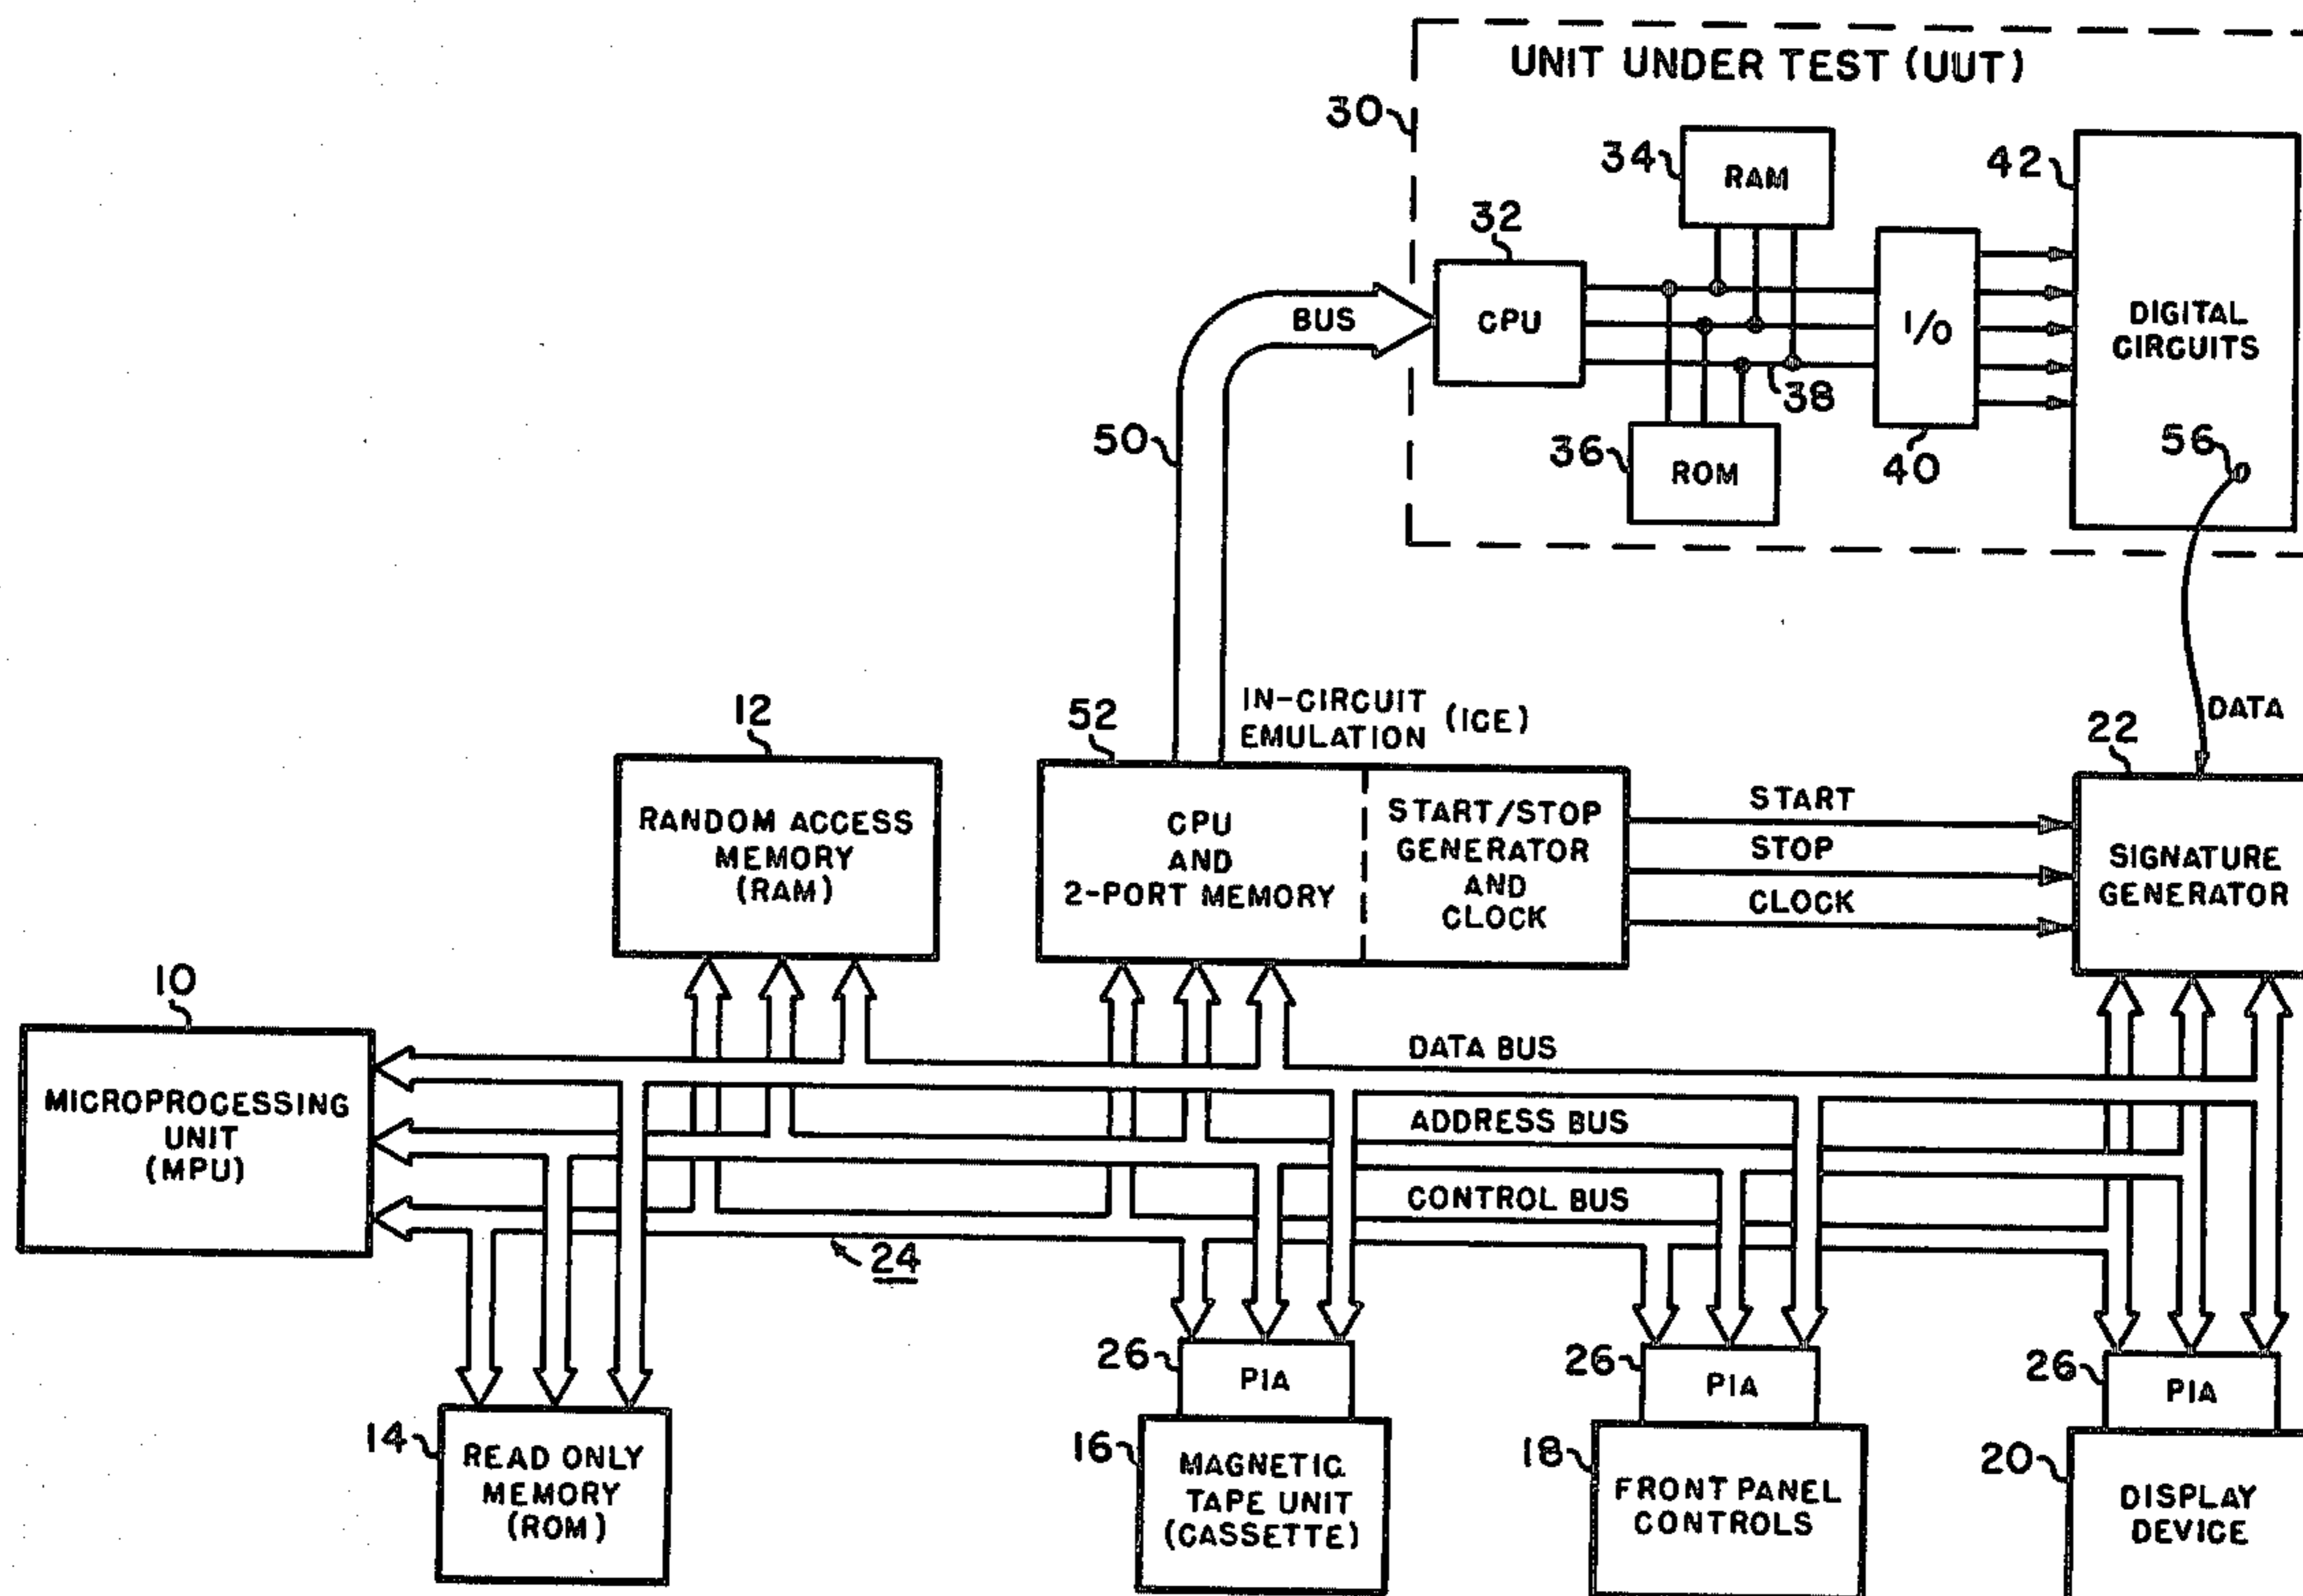 UNIT UNDER TEST (UUT)
30
34
RAM
42
32
CPU
BUS
I/O
DIGITAL
CIRCUITS
38
50
36
ROM
40
56
IN-CIRCUIT
EMULATION (ICE)
DATA
12
52
22
RANDOM ACCESS
MEMORY
(RAM)
CPU
AND
2-PORT MEMORY
START/STOP
GENERATOR
AND
CLOCK
START
STOP
CLOCK
SIGNATURE
GENERATOR
10
MICROPROCESSING
UNIT
(MPU)
DATA BUS
ADDRESS BUS
CONTROL BUS
24
26
PIA
26
PIA
26
PIA
14
READ ONLY
MEMORY
(ROM)
16
MAGNETIC
TAPE UNIT
(CASSETTE)
18
FRONT PANEL
CONTROLS
20
DISPLAY
DEVICE